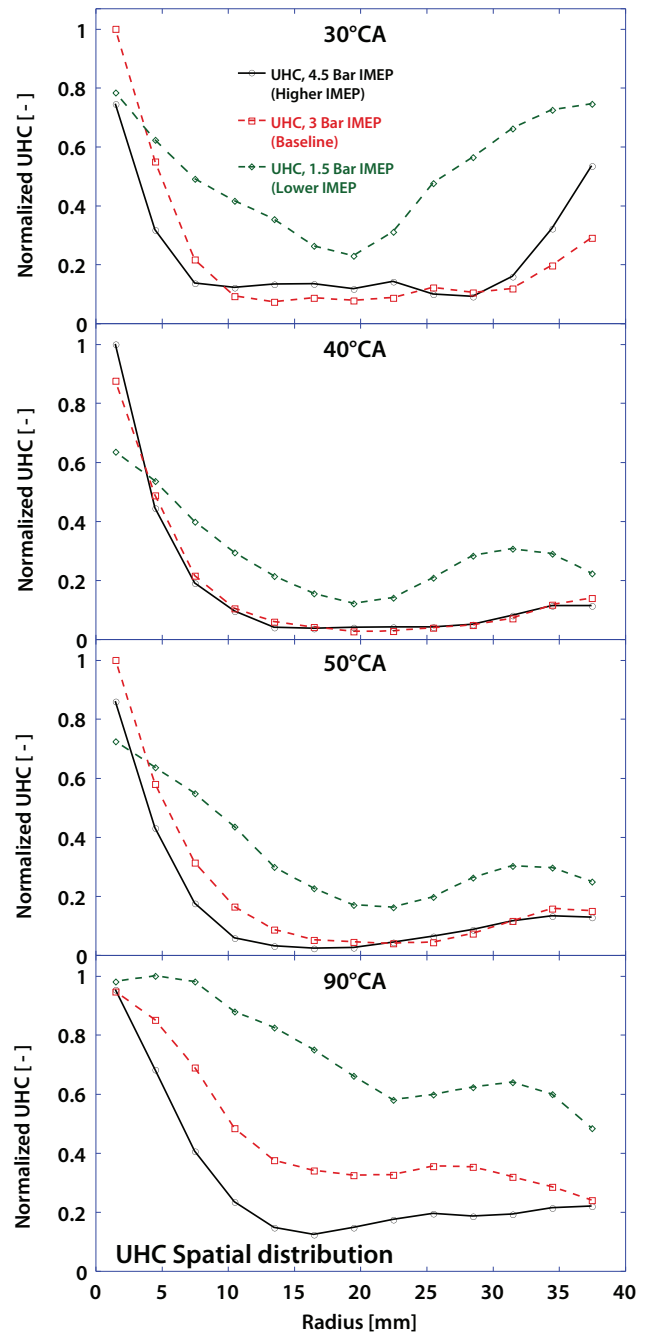 30°CA
UHC, 4.5 Bar IMEP
(Higher IMEP)
UHC, 3 Bar IMEP
(Baseline)
UHC, 1.5 Bar IMEP
(Lower IMEP
Normalized UHC [ - ]
1
0.8
0.6
0.4
0.2
0
40°CA
Normalized UHC [ - ]
1
0.8
0.6
0.4
0.2
0
50°CA
Normalized UHC [ - ]
1
0.8
0.6
0.4
0.2
0
90°CA
Normalized UHC [ - ]
1
0.8
0.6
0.4
0.2
0
UHC Spatial distribution
0 5 10 15 20 25 30 35 40
Radius [mm]